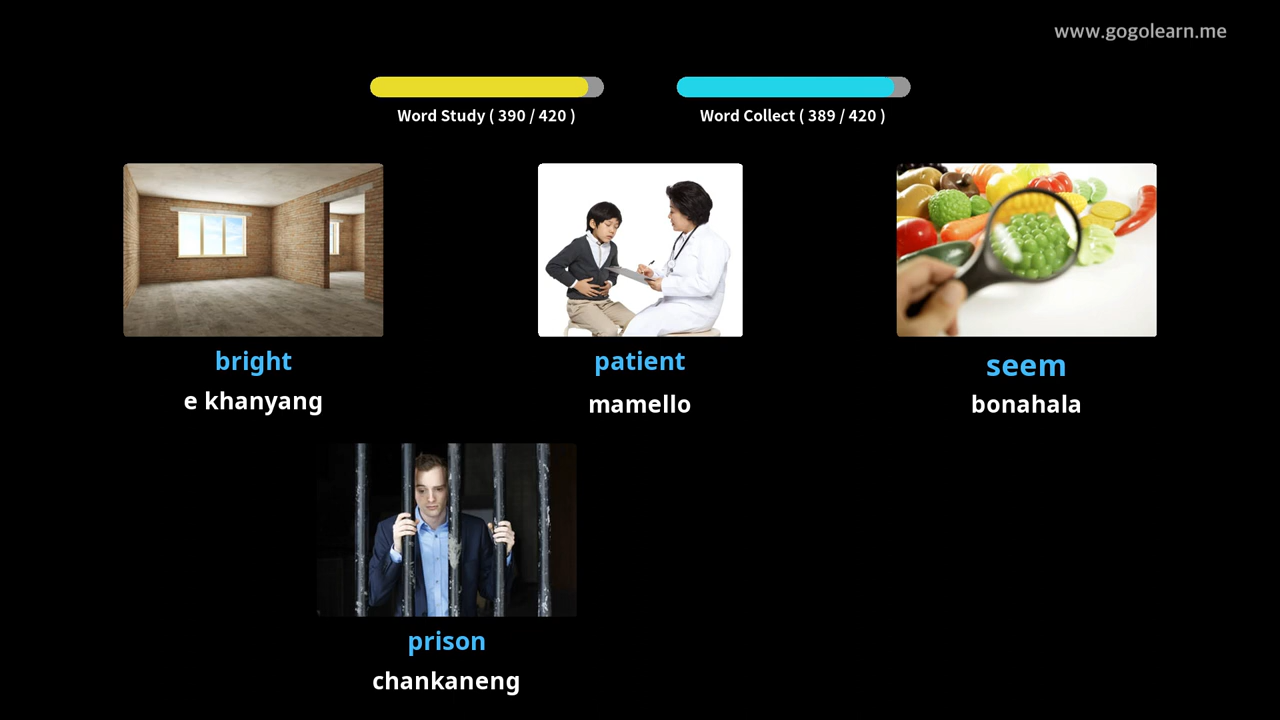 www.gogolearn.me
Word Study ( 390 / 420 )
Word Collect ( 389 / 420 )
bright
e khanyang
patient
mamello
seem
bonahala
prison
chankaneng